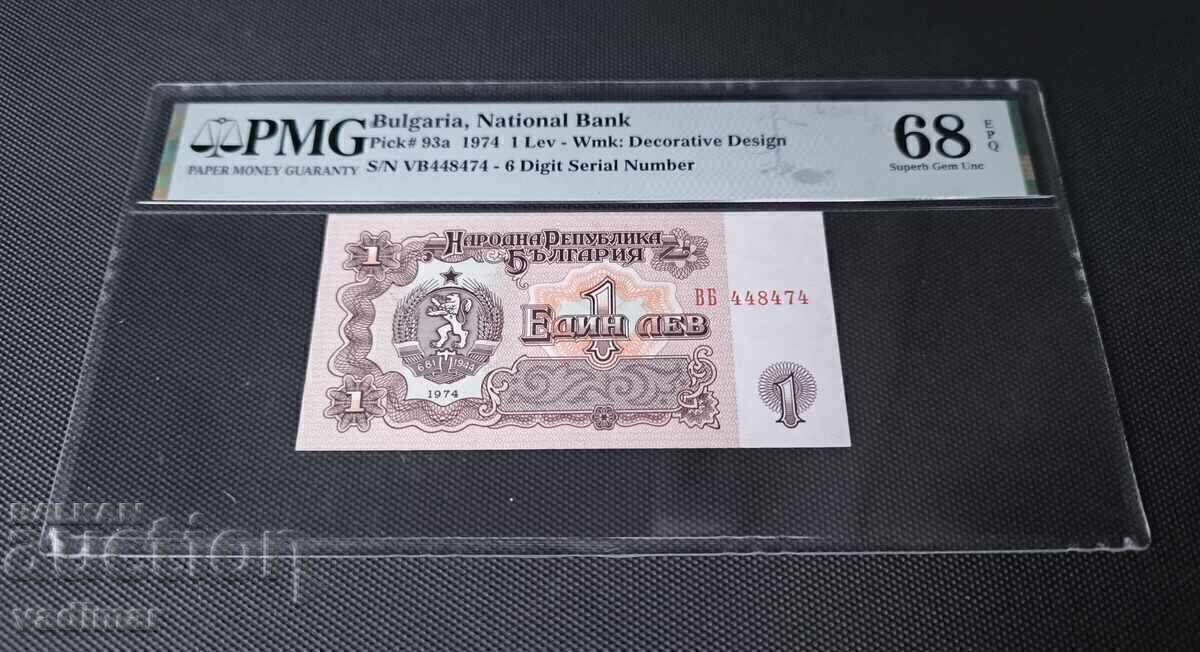 PMG
PAPER MONEY GUARANTY
Bulgaria, National Bank
Pick# 93a 1974 1 Lev - Wmk: Decorative Design
S/N VB448474 - 6 Digit Serial Number
68
EPQ
Superb Gem Unc
1
НАРОДНА РЕПУБЛИКА
БЪЛГАРИЯ
1
ЕДИН ЛЕВ
ВБ 448474
681 1944
1974
1
1
BALKAN
auction
vadimar